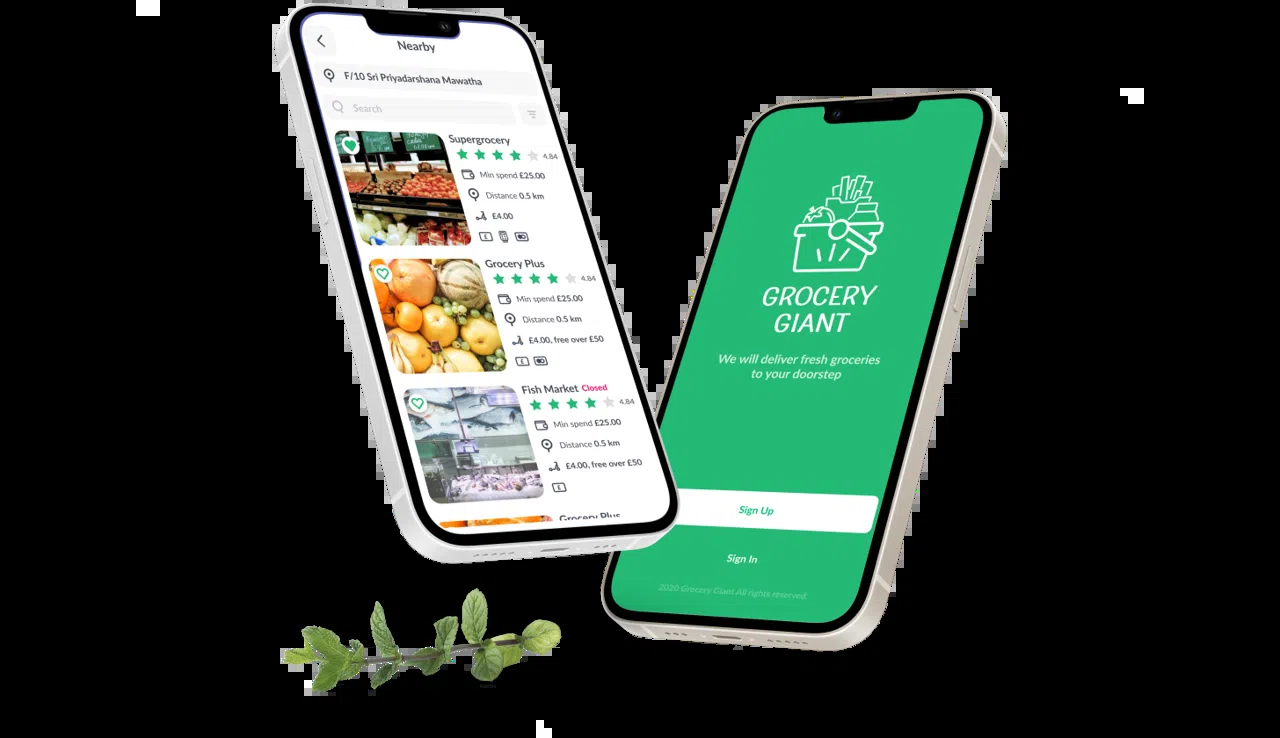 Nearby
F/10 Sri Priyadarshana Mawatha
Search
Supergrocery
4.84
Min spend £25.00
Distance 0.5 km
£4.00
Grocery Plus
4.84
Min spend £25.00
Distance 0.5 km
£4.00, free over £50
Fish Market Closed
4.84
Min spend £25.00
Distance 0.5 km
£4.00, free over £50
Grocery Plus
GROCERY
GIANT
We will deliver fresh groceries
to your doorstep
Sign Up
Sign In
2020 Grocery Giant All rights reserved.